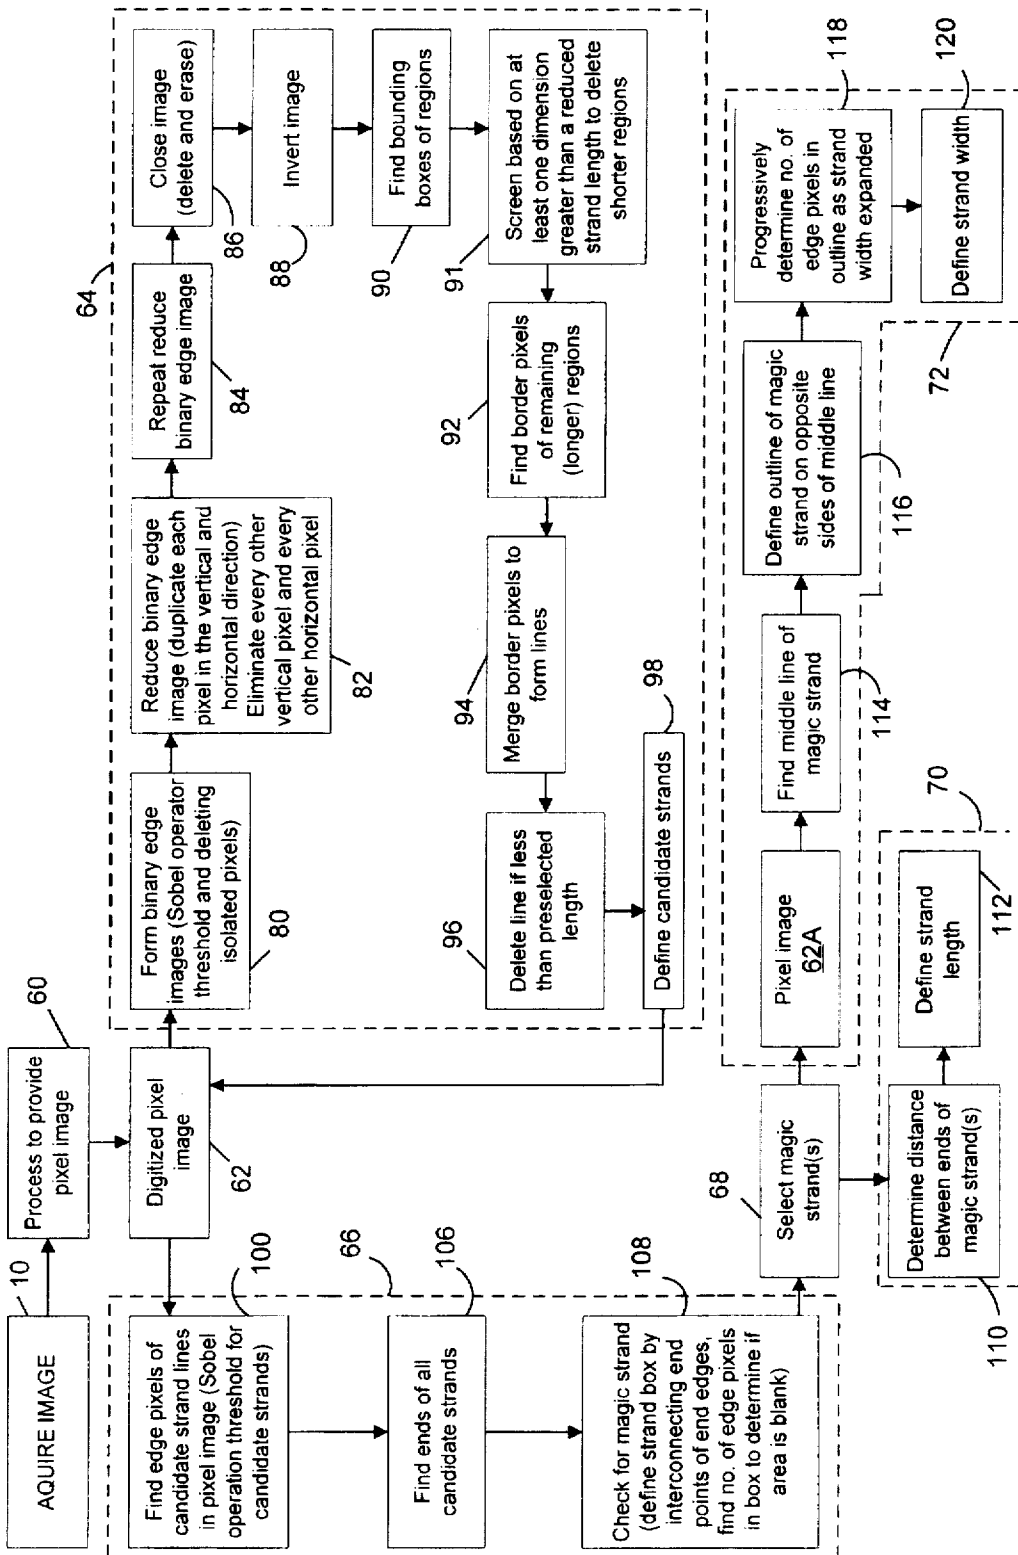 AQUIRE IMAGE
10
Process to provide
pixel image
60
Digitized pixel
image
62
64
Form binary edge
images (Sobel operator
threshold and deleting
isolated pixels)
80
Reduce binary edge
image (duplicate each
pixel in the vertical and
horizontal direction)
Eliminate every other
vertical pixel and every
other horizontal pixel
82
Repeat reduce
binary edge image
84
Close image
(delete and erase)
86
Invert image
88
Find bounding
boxes of regions
90
Screen based on at
least one dimension
greater than a reduced
strand length to delete
shorter regions
91
Find border pixels
of remaining
(longer) regions
92
Merge border pixels to
form lines
94
Delete line if less
than preselected
length
96
Define candidate strands
98
66
Find edge pixels of
candidate strand lines
in pixel image (Sobel
operation threshold for
candidate strands)
100
Find ends of all
candidate strands
106
Check for magic strand
(define strand box by
interconnecting end
points of end edges,
find no. of edge pixels
in box to determine if
area is blank)
108
Select magic
strand(s)
68
Determine distance
between ends of
magic strand(s)
110
Define strand
length
112
70
Pixel image
62A
Find middle line of
magic strand
114
Define outline of magic
strand on opposite
sides of middle line
116
Progressively
determine no. of
edge pixels in
outline as strand
width expanded
118
Define strand width
120
72